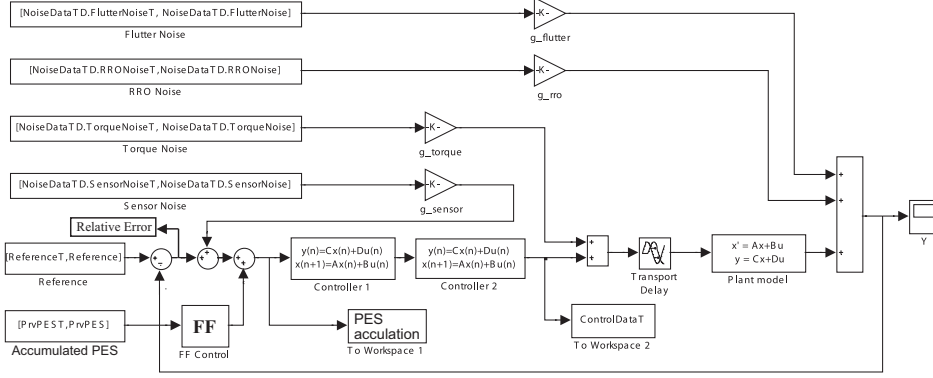 [NoiseDataTD.FlutterNoiseT, NoiseDataTD.FlutterNoise]
Flutter Noise
-K-
g_flutter
[NoiseDataTD.RRONoiseT,NoiseDataTD.RRONoise]
RRO Noise
-K-
g_rro
[NoiseDataTD.TorqueNoiseT, NoiseDataTD.TorqueNoise]
Torque Noise
-K-
g_torque
[NoiseDataTD.SensorNoiseT,NoiseDataTD.SensorNoise]
Sensor Noise
-K-
g_sensor
Relative Error
[ReferenceT,Reference]
Reference
y(n)=Cx(n)+Du(n)
x(n+1)=Ax(n)+Bu(n)
Controller 1
y(n)=Cx(n)+Du(n)
x(n+1)=Ax(n)+Bu(n)
Controller 2
Transport
Delay
x' = Ax+Bu
y = Cx+Du
Plant model
Y
[PrvPEST,PrvPES]
Accumulated PES
FF
FF Control
PES
acculation
To Workspace 1
ControlDataT
To Workspace 2